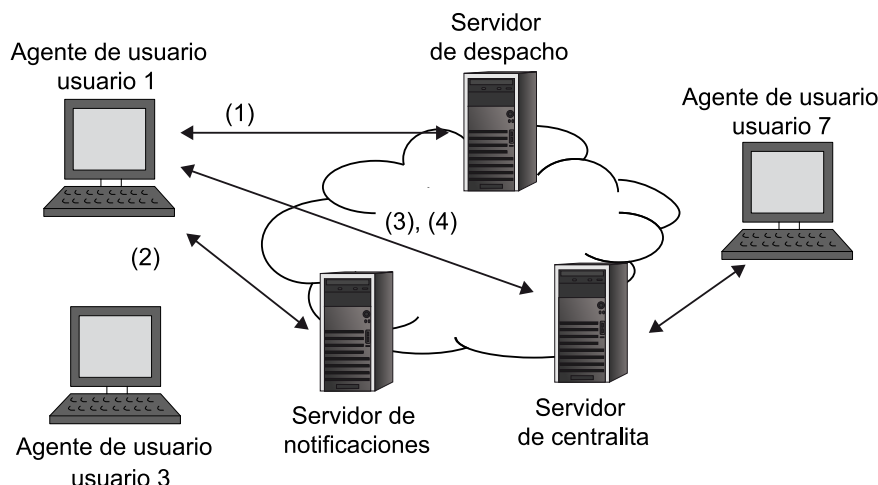 Servidor
de despacho
Agente de usuario
usuario 1
(1)
Agente de usuario
usuario 7
(3), (4)
(2)
Servidor de
notificaciones
Servidor
de centralita
Agente de usuario
usuario 3